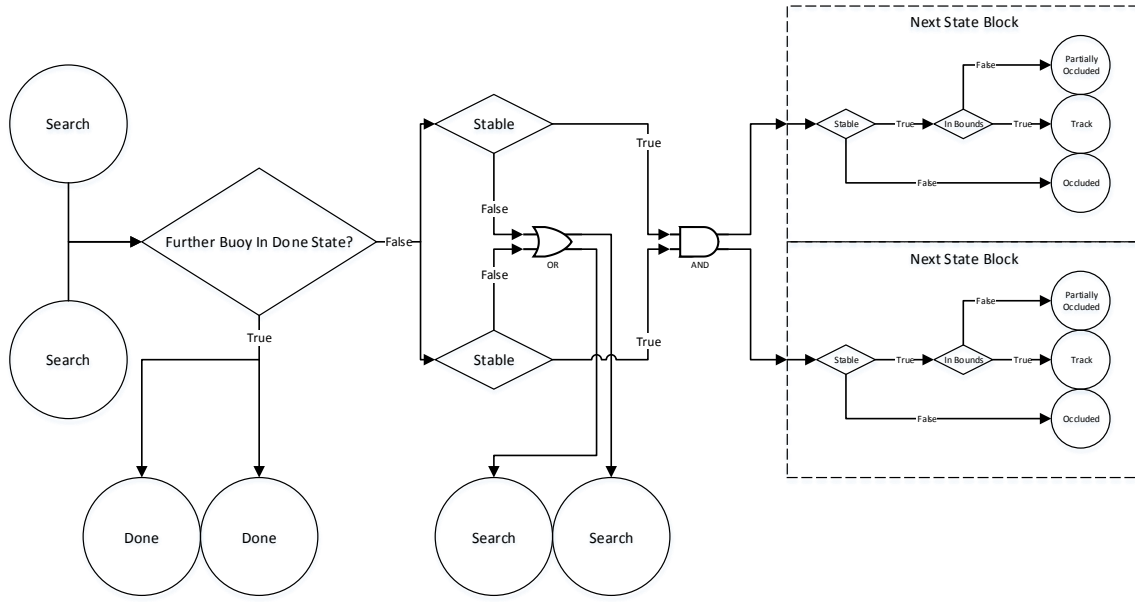 Search
Search
Further Buoy In Done State?
True
False
Done
Done
Stable
False
OR
False
Stable
True
True
AND
Search
Search
Next State Block
Stable
True
In Bounds
False
True
Partially
Occluded
Track
False
Occluded
Next State Block
Stable
True
In Bounds
False
True
Partially
Occluded
Track
False
Occluded